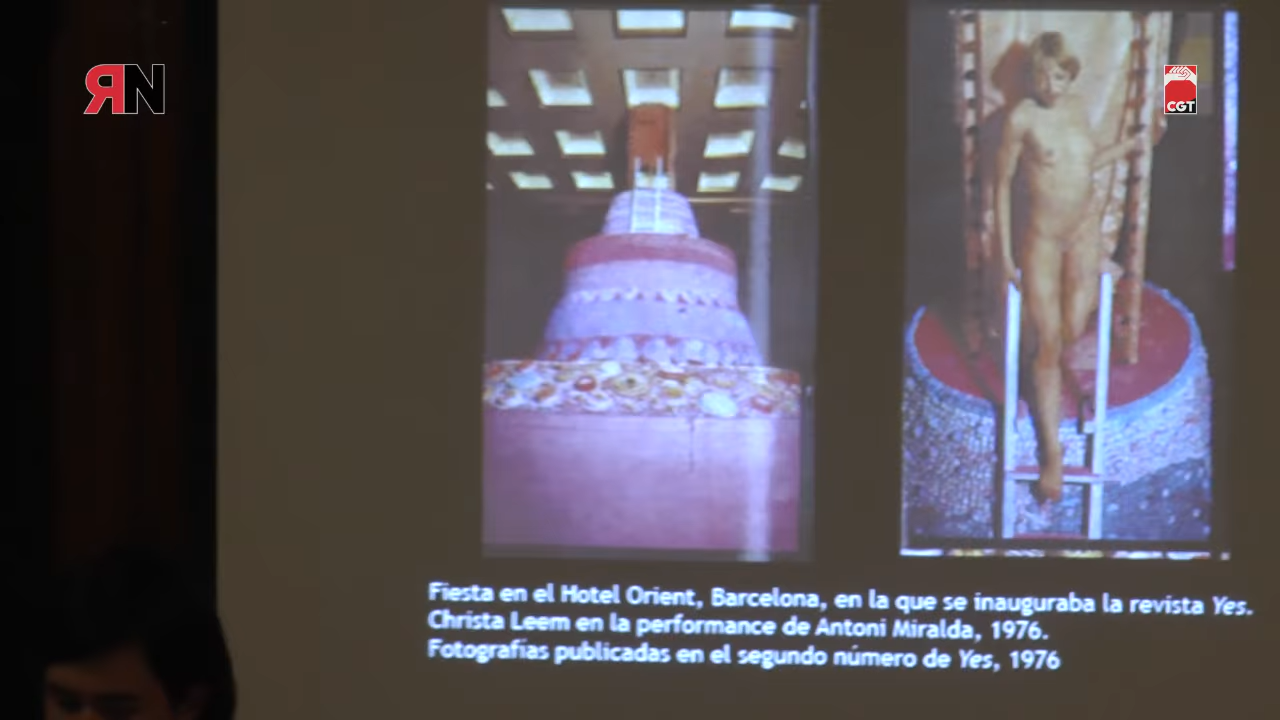 ЯN
CGT
Fiesta en el Hotel Orient, Barcelona, en la que se inauguraba la revista Yes.
Christa Leem en la performance de Antoni Miralda, 1976.
Fotografías publicadas en el segundo número de Yes, 1976